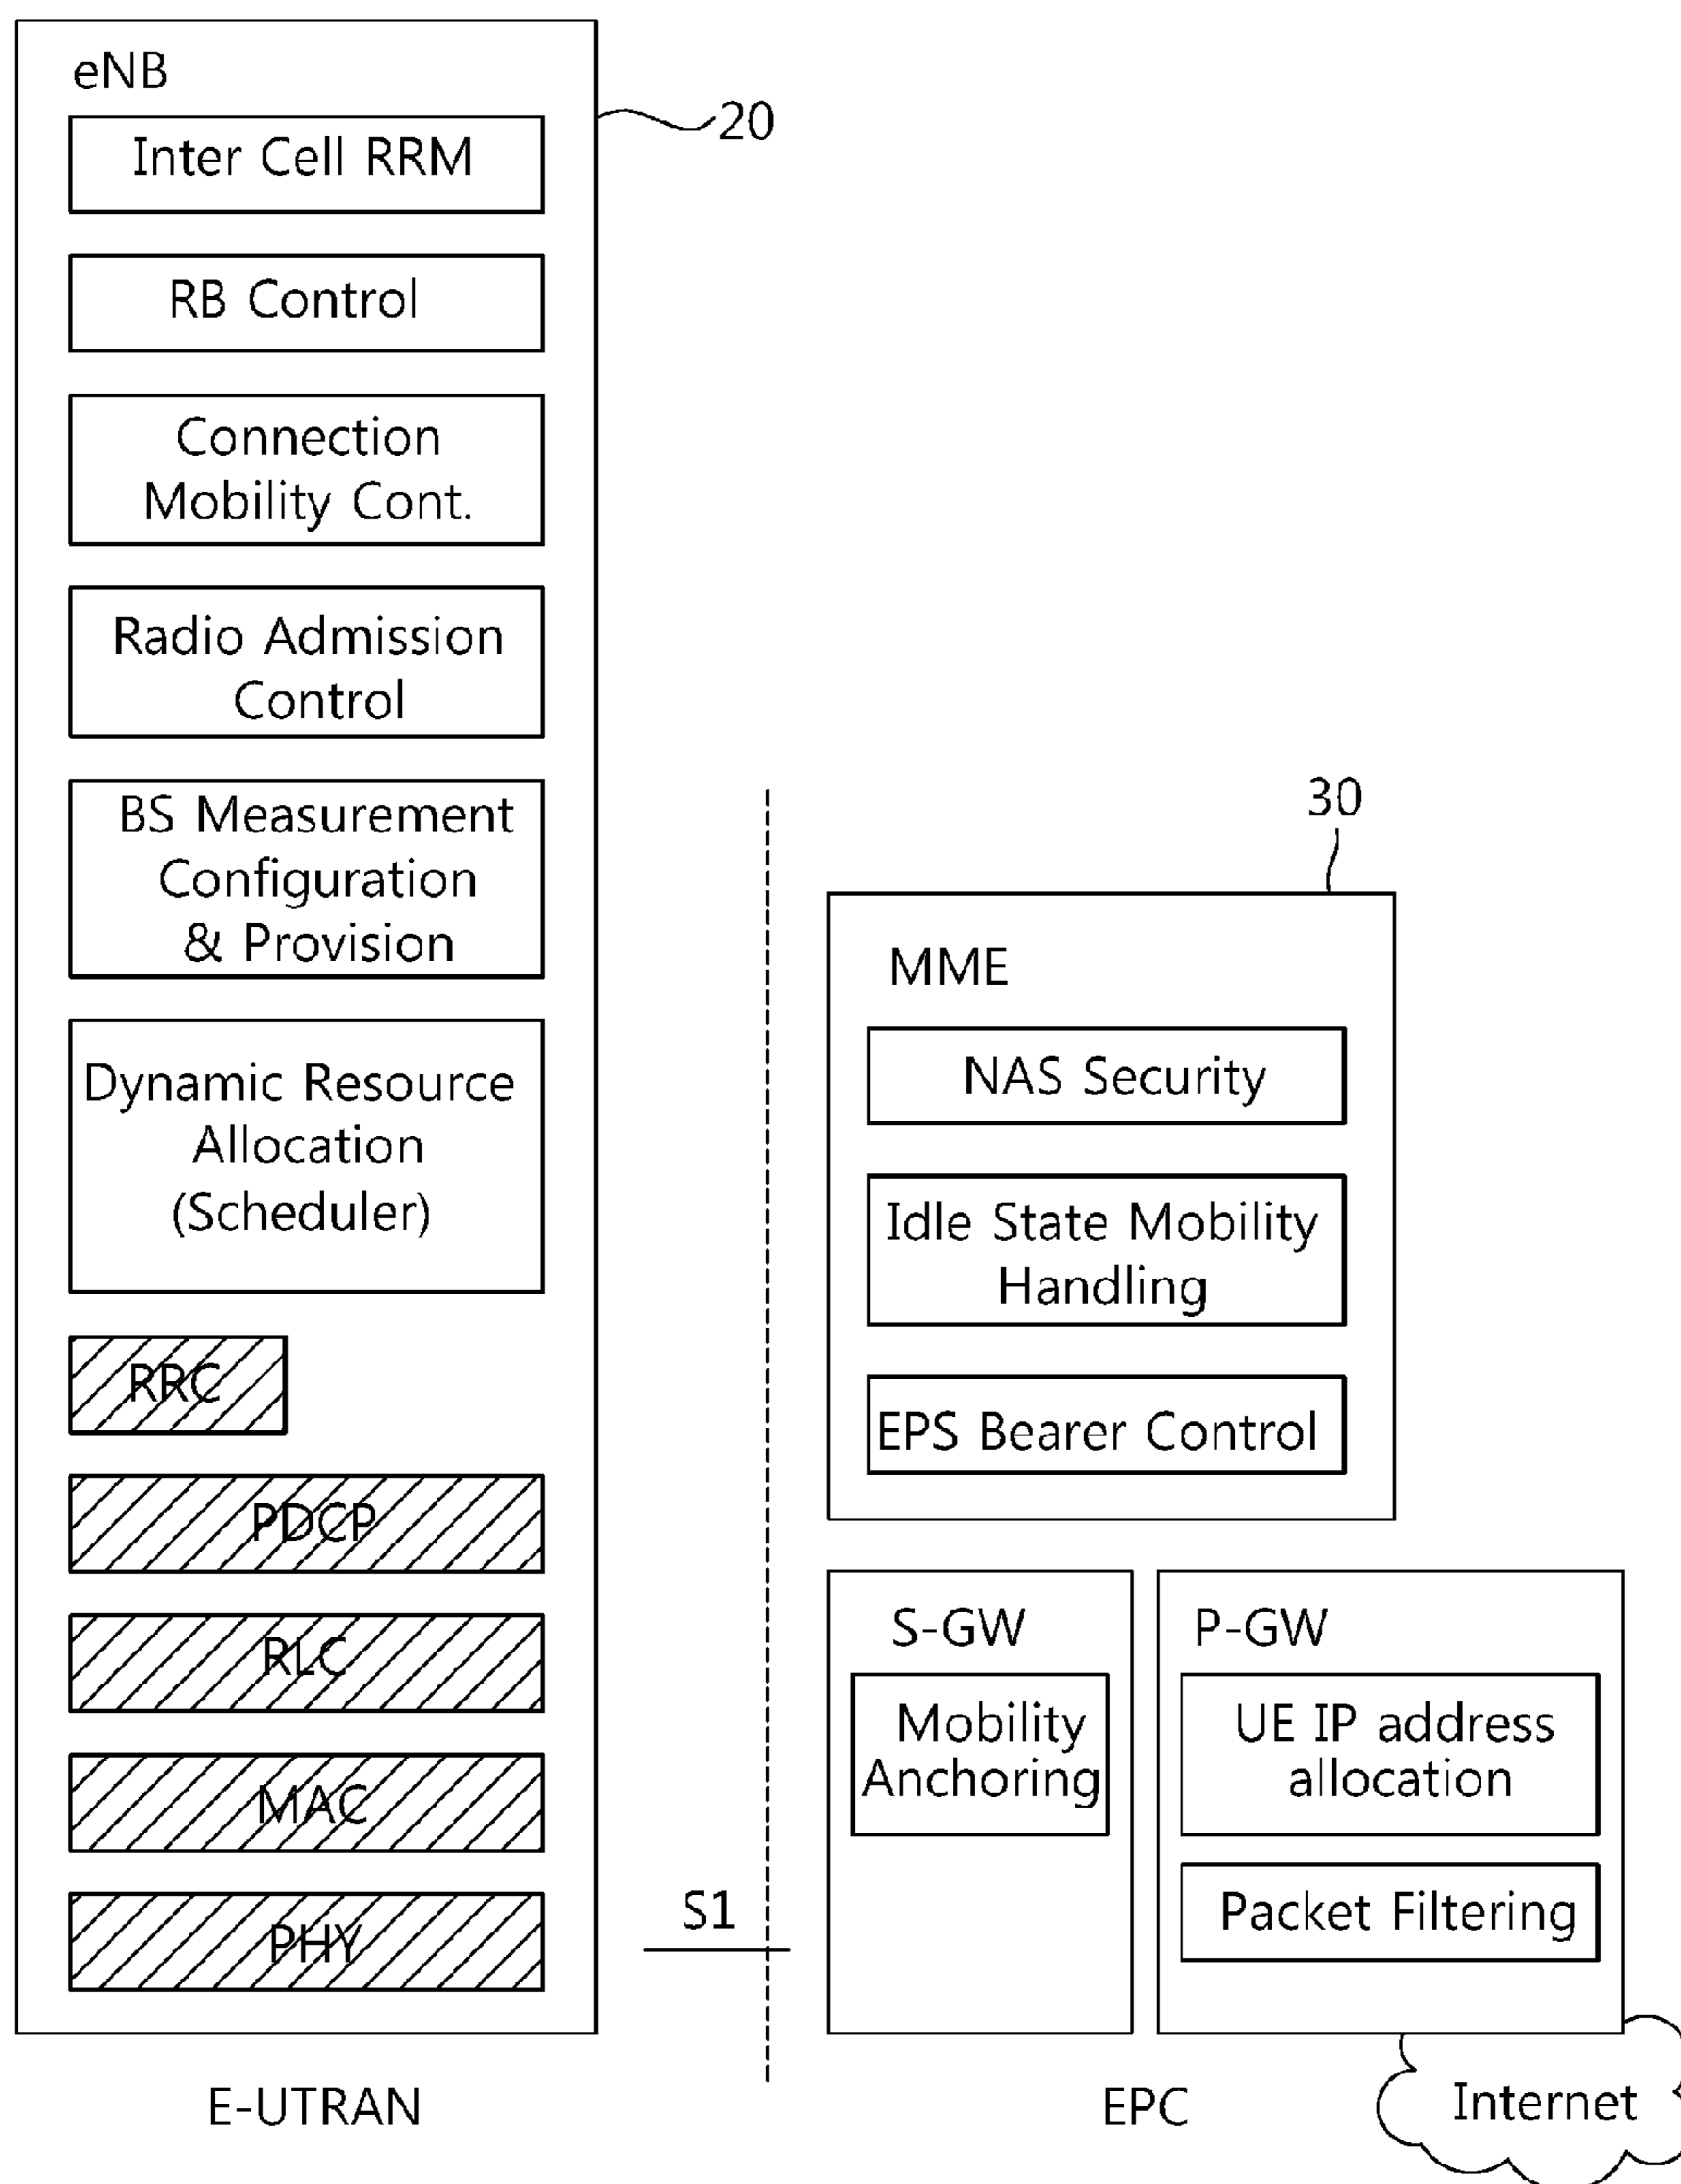 eNB
20
Inter Cell RRM
RB Control
Connection
Mobility Cont.
Radio Admission
Control
BS Measurement
Configuration
& Provision
Dynamic Resource
Allocation
(Scheduler)
RRC
PDCP
RLC
MAC
PHY
E-UTRAN
S1
30
MME
NAS Security
Idle State Mobility
Handling
EPS Bearer Control
S-GW
Mobility
Anchoring
P-GW
UE IP address
allocation
Packet Filtering
EPC
Internet